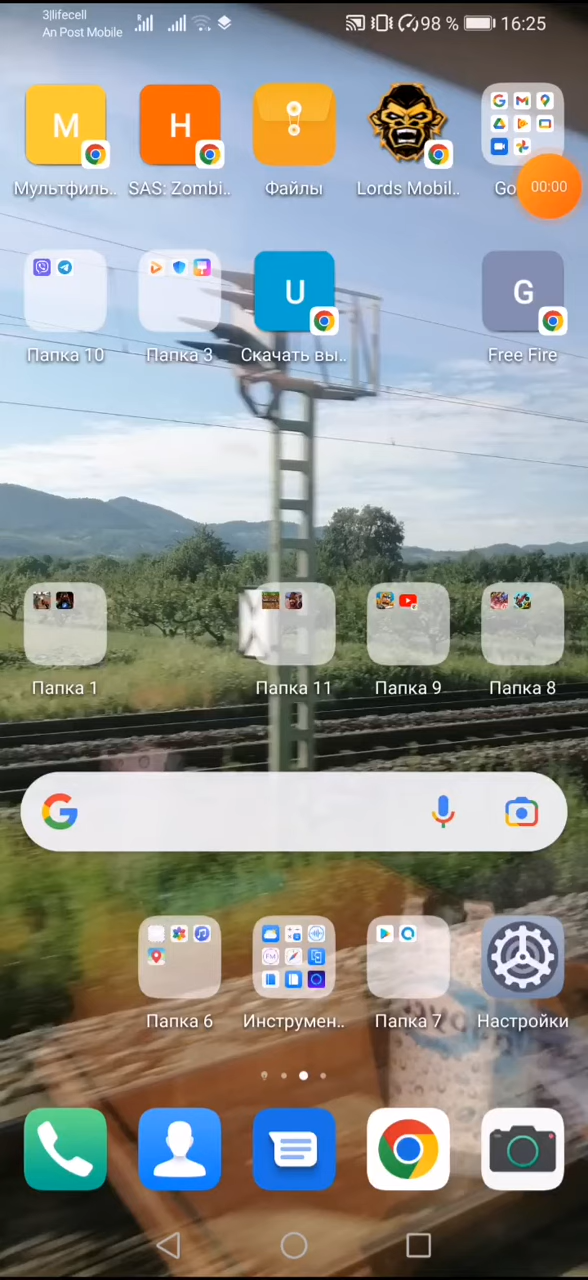 3|lifecell
An Post Mobile
98 %
16:25
M
H
Мультфиль..
SAS: Zombi..
Файлы
Lords Mobil..
Go
00:00
U
G
Папка 10
Папка 3
Скачать вы..
Free Fire
Папка 1
Папка 11
Папка 9
Папка 8
G
Папка 6
Инструмен..
Папка 7
Настройки